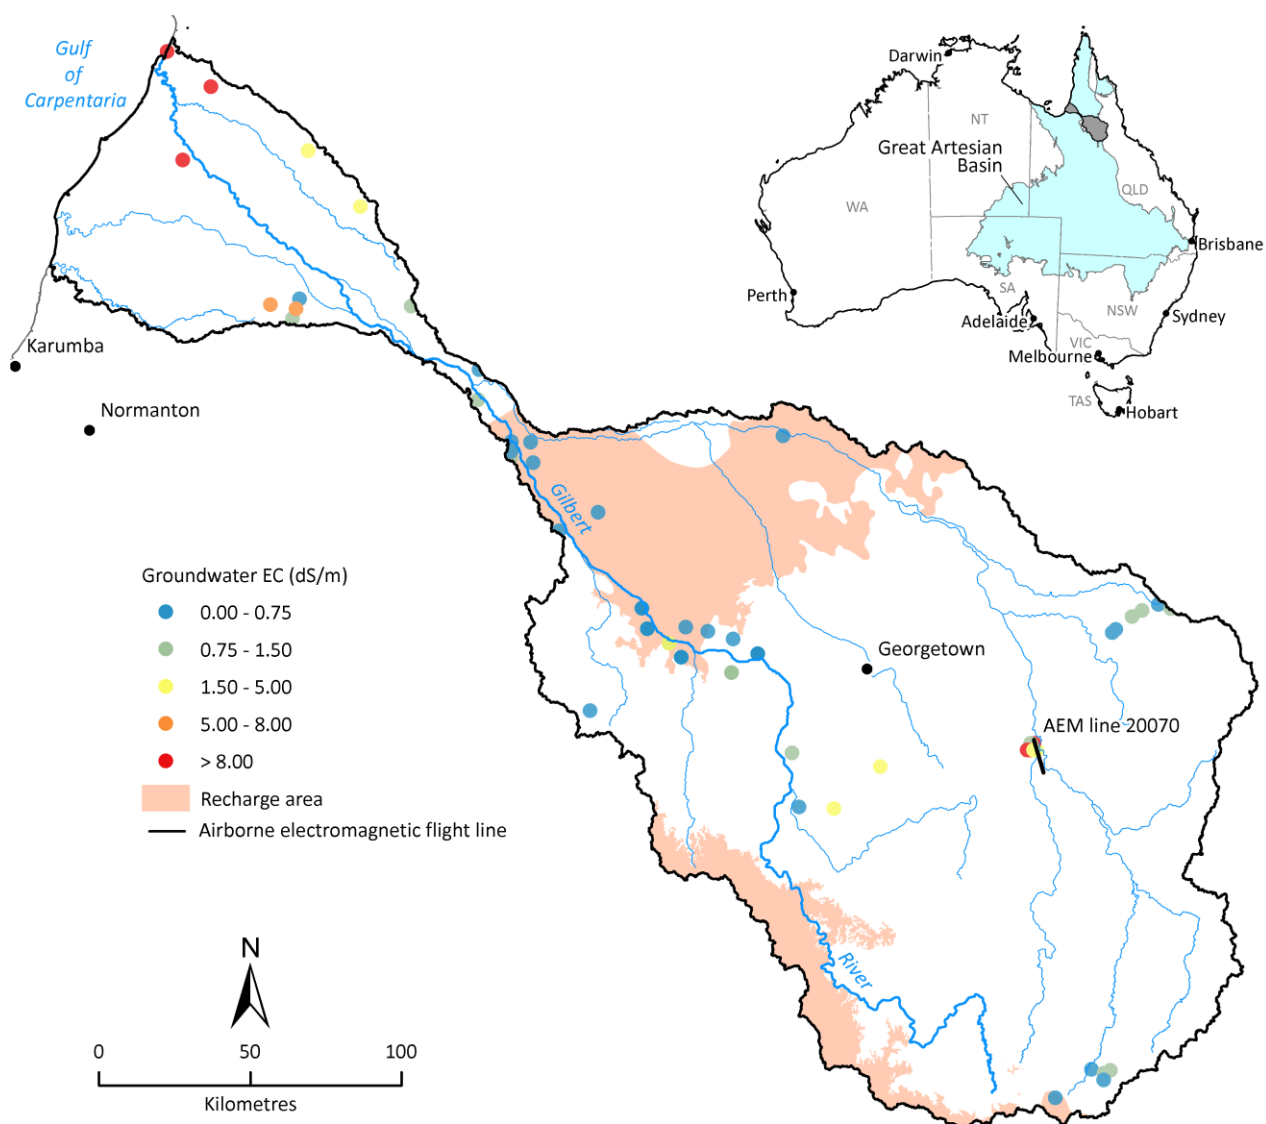 Gulf
of
Carpentaria
Karumba
Normanton
Gilbert
Georgetown
AEM line 20070
River
Darwin
NT
Great Artesian
Basin
WA
QLD
Brisbane
Perth
SA
NSW
Adelaide
Sydney
VIC
Melbourne
TAS
Hobart
Groundwater EC (dS/m)
0.00 - 0.75
0.75 - 1.50
1.50 - 5.00
5.00 - 8.00
> 8.00
Recharge area
Airborne electromagnetic flight line
N
0 50 100
Kilometres